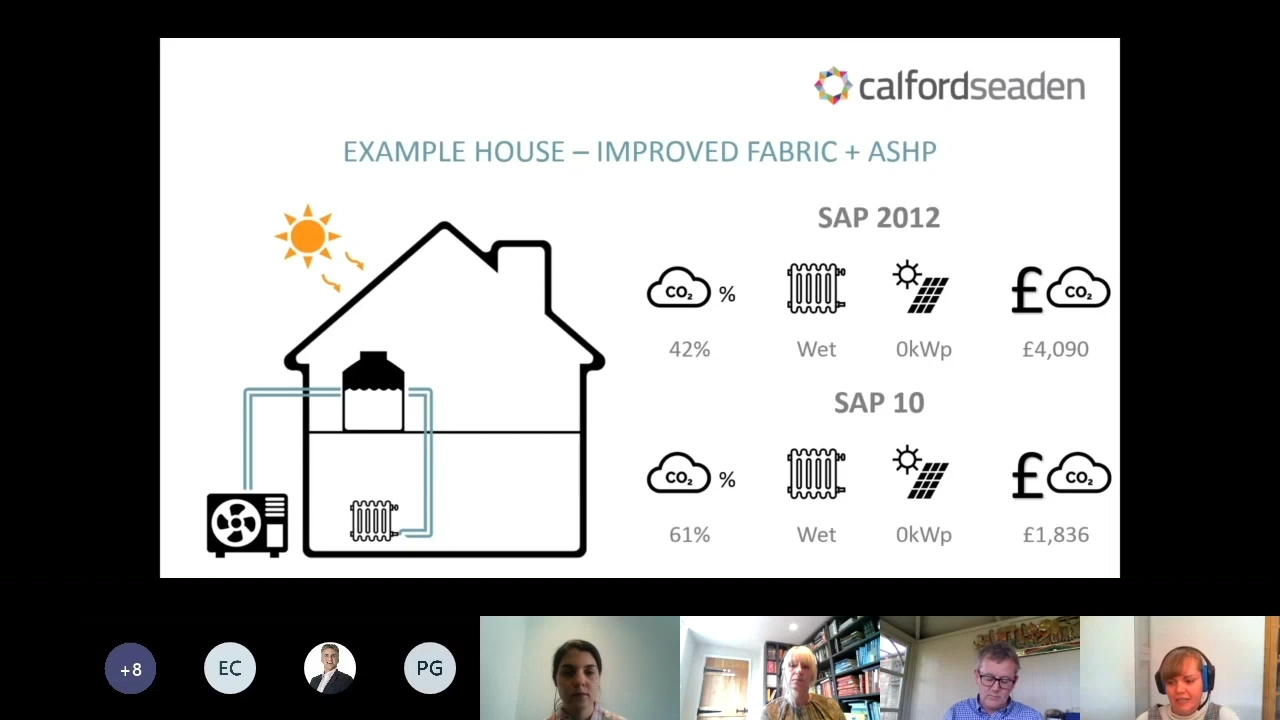 calfordseaden
EXAMPLE HOUSE – IMPROVED FABRIC + ASHP
SAP 2012
CO₂ %
£ CO₂
42% Wet 0kWp £4,090
SAP 10
CO₂ %
£ CO₂
61% Wet 0kWp £1,836
+8 EC PG